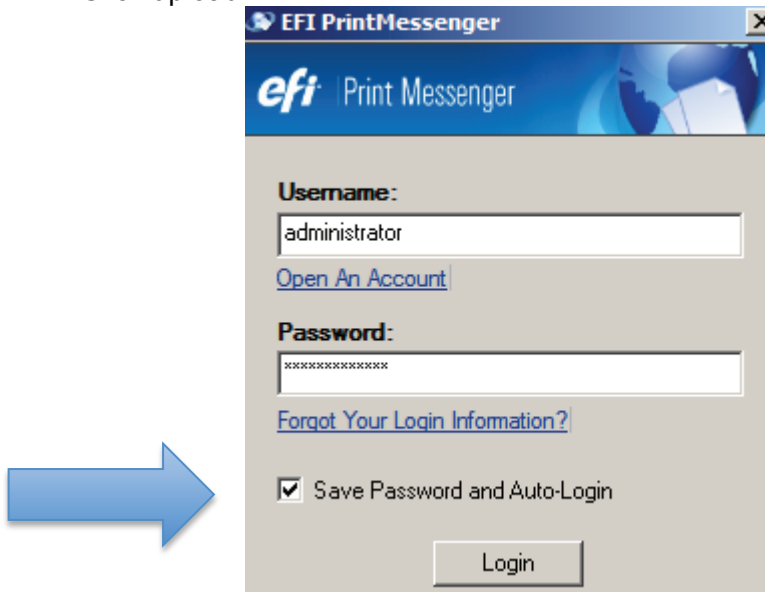 EFI PrintMessenger
efi Print Messenger
Username:
administrator
Open An Account
Password:
xxxxxxxxxxxxx
Forgot Your Login Information?
Save Password and Auto-Login
Login